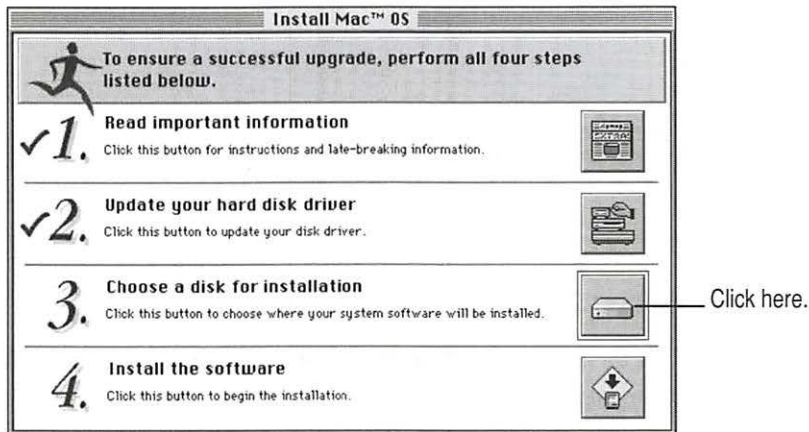 Install Mac™ OS
To ensure a successful upgrade, perform all four steps
listed below.
1. Read important information
Click this button for instructions and late-breaking information.
EXTRA
2. Update your hard disk driver
Click this button to update your disk driver.
3. Choose a disk for installation
Click this button to choose where your system software will be installed.
Click here.
4. Install the software
Click this button to begin the installation.